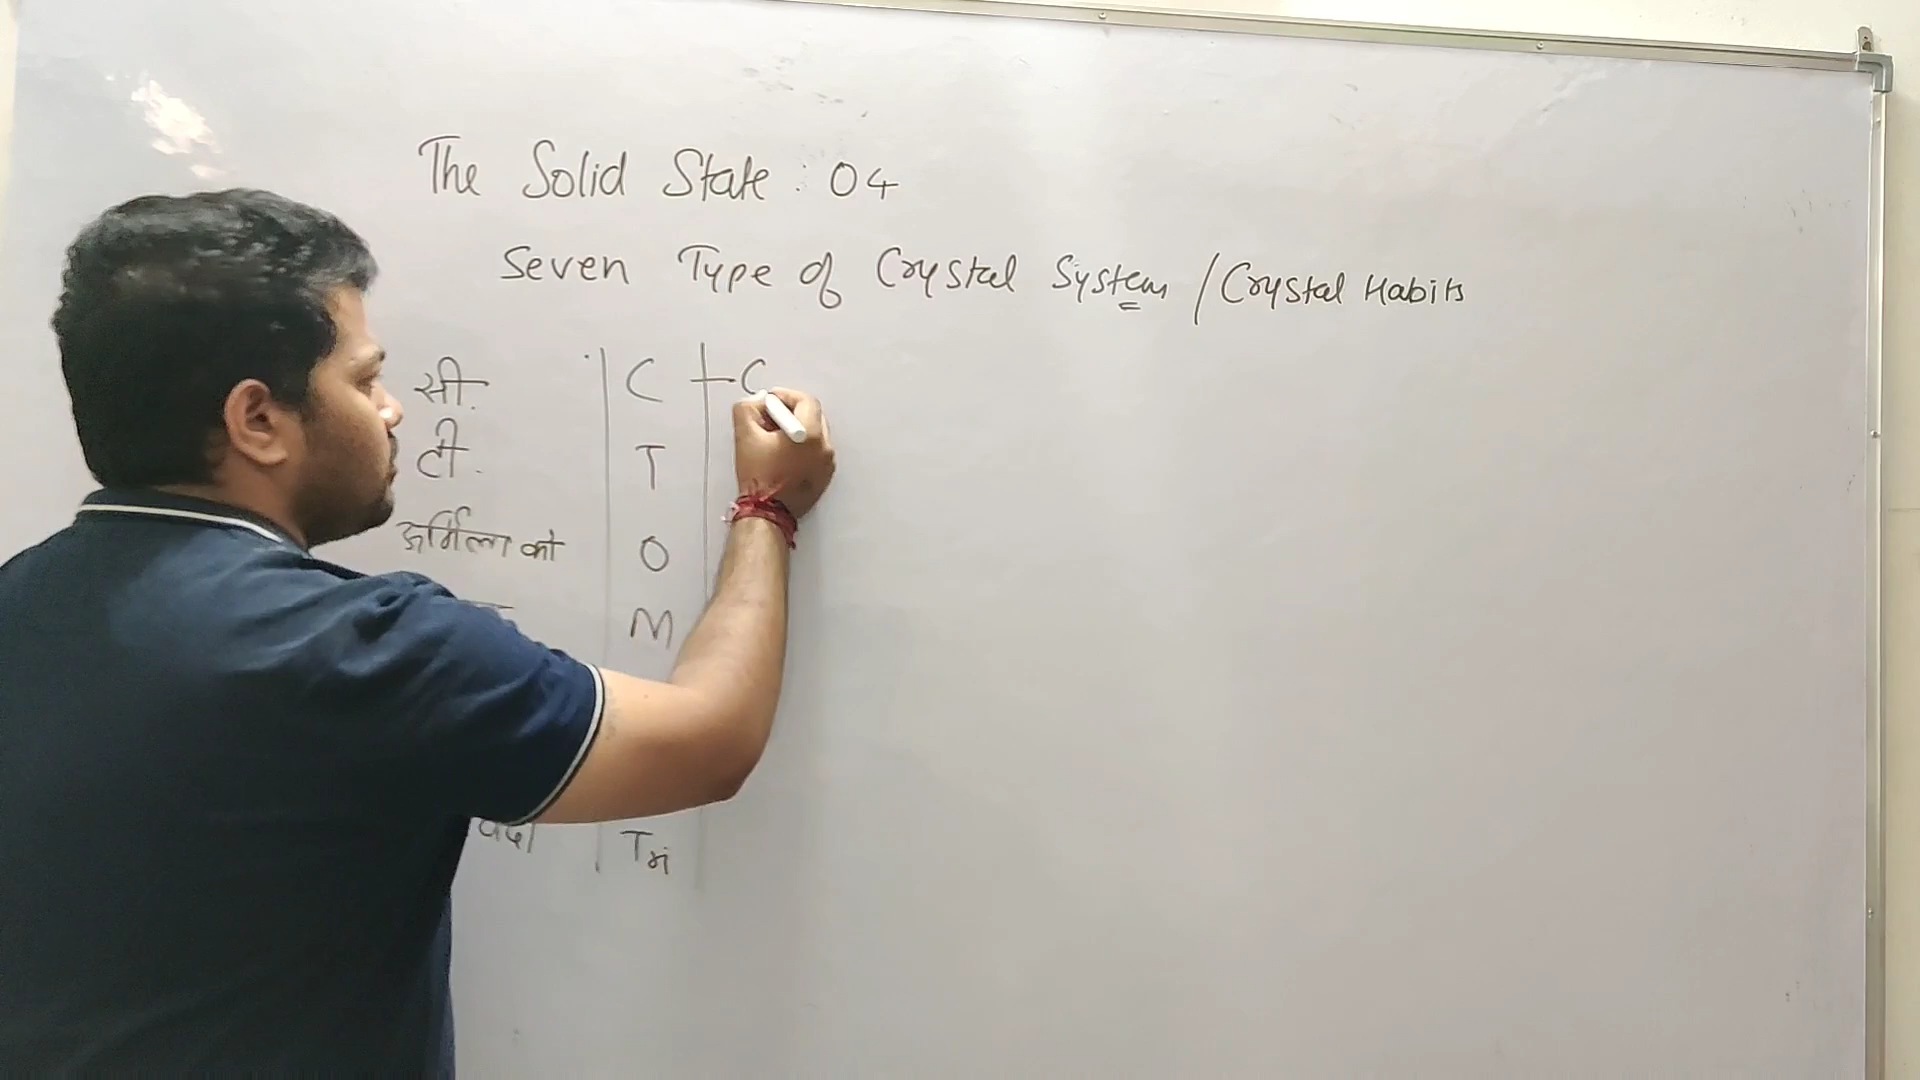 The Solid State : 04
Seven Type of Crystal System / Crystal Habits
सी. C C
टी. T
उर्मिला को O
M
Tri